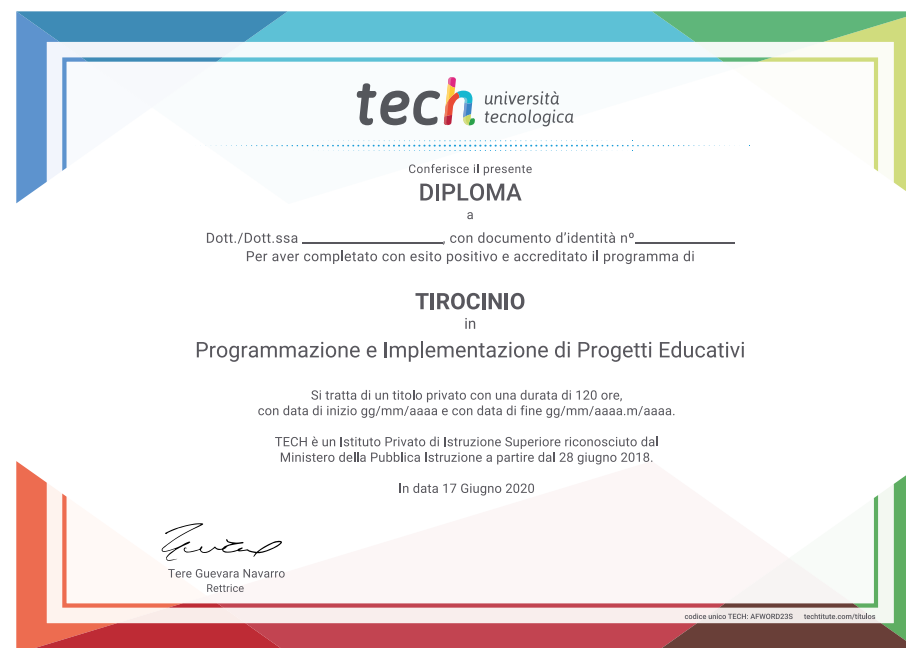 tech università
tecnologica
Conferisce il presente
DIPLOMA
a
Dott./Dott.ssa ____________________, con documento d'identità nº______________
Per aver completato con esito positivo e accreditato il programma di
TIROCINIO
in
Programmazione e Implementazione di Progetti Educativi
Si tratta di un titolo privato con una durata di 120 ore,
con data di inizio gg/mm/aaaa e con data di fine gg/mm/aaaa.m/aaaa.
TECH è un Istituto Privato di Istruzione Superiore riconosciuto dal
Ministero della Pubblica Istruzione a partire dal 28 giugno 2018.
In data 17 Giugno 2020
Tere Guevara Navarro
Rettrice
codice unico TECH: AFWORD23S techtitute.com/titulos